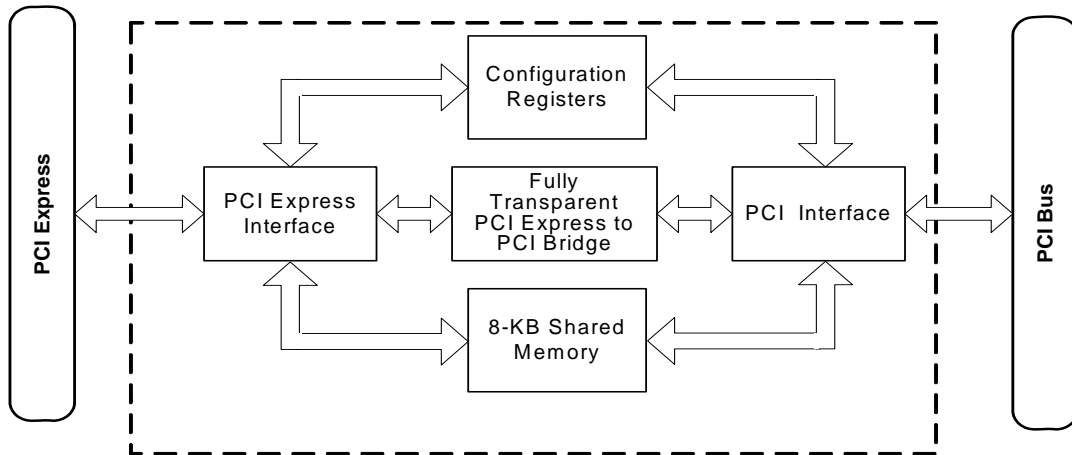 PCI Express
Configuration
Registers
PCI Express
Interface
Fully
Transparent
PCI Express to
PCI Bridge
PCI Interface
8-KB Shared
Memory
PCI Bus